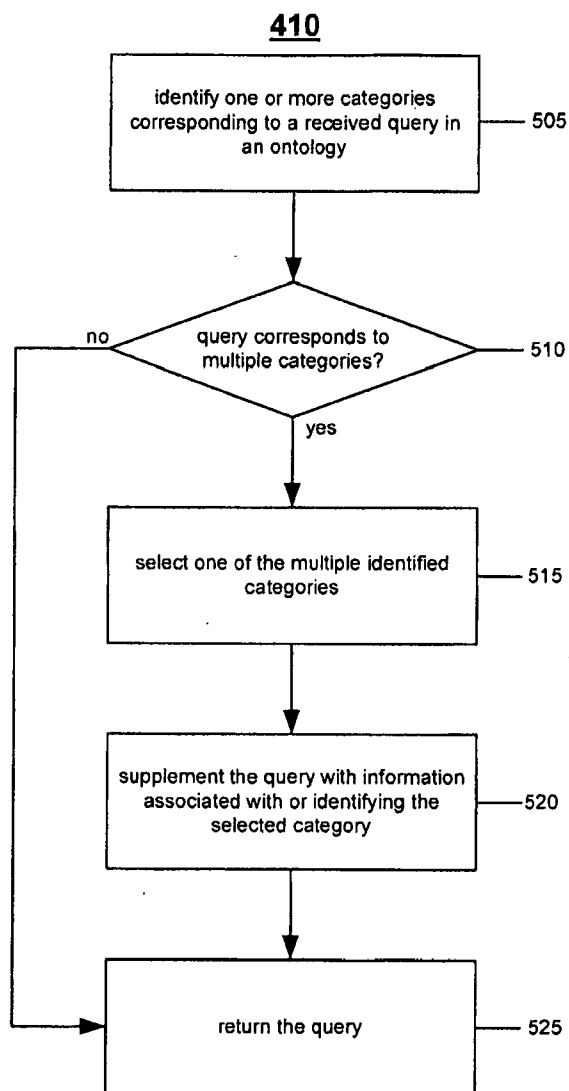 410
identify one or more categories
corresponding to a received query in
an ontology
505
no
query corresponds to
multiple categories?
510
yes
select one of the multiple identified
categories
515
supplement the query with information
associated with or identifying the
selected category
520
return the query
525